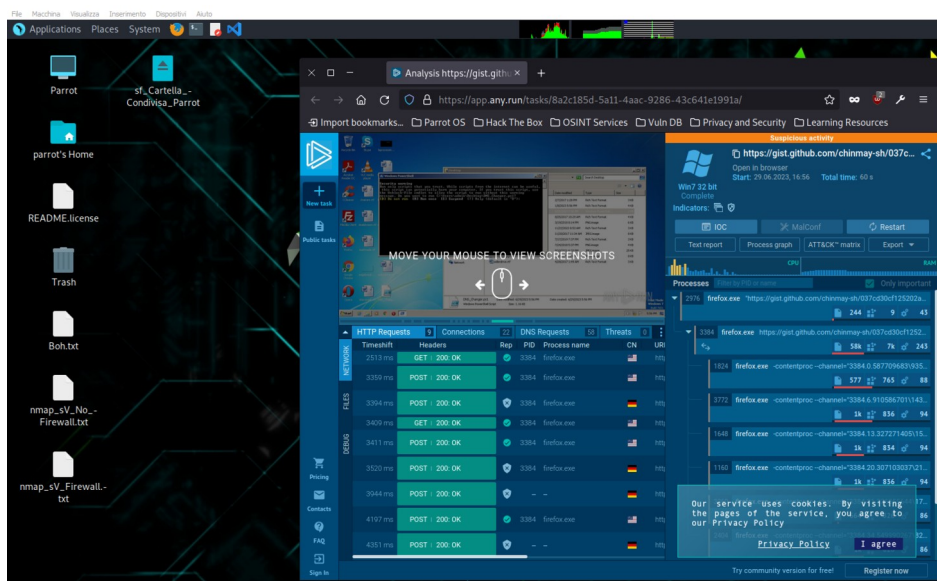 File Macchina Visualizza Inserimento Dispositivi Aiuto
Applications Places System
Parrot
sf_Cartella_-
Condivisa_Parrot
parrot's Home
README.license
Trash
Boh.txt
nmap_sV_No_-
Firewall.txt
nmap_sV_Firewall.-
txt
Analysis https://gist.githu
https://app.any.run/tasks/8a2c185d-5a11-4aac-9286-43c641e1991a/
Import bookmarks... Parrot OS Hack The Box OSINT Services Vuln DB Privacy and Security Learning Resources
New task
Public tasks
Pricing
Contacts
FAQ
Sign In
MOVE YOUR MOUSE TO VIEW SCREENSHOTS
HTTP Requests 9 Connections 22 DNS Requests 58 Threats 0
NETWORK
FILES
DEBUG
Timeshift Headers Rep PID Process name CN URL
2513 ms GET 200: OK 3384 firefox.exe http
3359 ms POST 200: OK 3384 firefox.exe http
3394 ms POST 200: OK 3384 firefox.exe http
3409 ms GET 200: OK 3384 firefox.exe http
3411 ms POST 200: OK 3384 firefox.exe http
3520 ms POST 200: OK 3384 firefox.exe http
3944 ms POST 200: OK – – http
4197 ms POST 200: OK 3384 firefox.exe http
4351 ms POST 200: OK – – http
Suspicious activity
https://gist.github.com/chinmay-sh/037c...
Open in browser
Start: 29.06.2023, 16:56 Total time: 60 s
Win7 32 bit
Complete
Indicators:
IOC MalConf Restart
Text report Process graph ATT&CK™ matrix Export
CPU RAM
Processes Filter by PID or name Only important
2976 firefox.exe "https://gist.github.com/chinmay-sh/037cd30cf125202a...
244 9 43
3384 firefox.exe https://gist.github.com/chinmay-sh/037cd30cf1252...
58k 7k 243
1824 firefox.exe -contentproc --channel="3384.0.587709683\935...
577 765 88
3772 firefox.exe -contentproc --channel="3384.6.910586701\143...
1k 836 94
1648 firefox.exe -contentproc --channel="3384.13.327271405\15...
1k 834 94
1160 firefox.exe -contentproc --channel="3384.20.307103037\21...
1k 836 94
86
86
Our service uses cookies. By visiting
the pages of the service, you agree to
our Privacy Policy
Privacy Policy I agree
Try community version for free! Register now